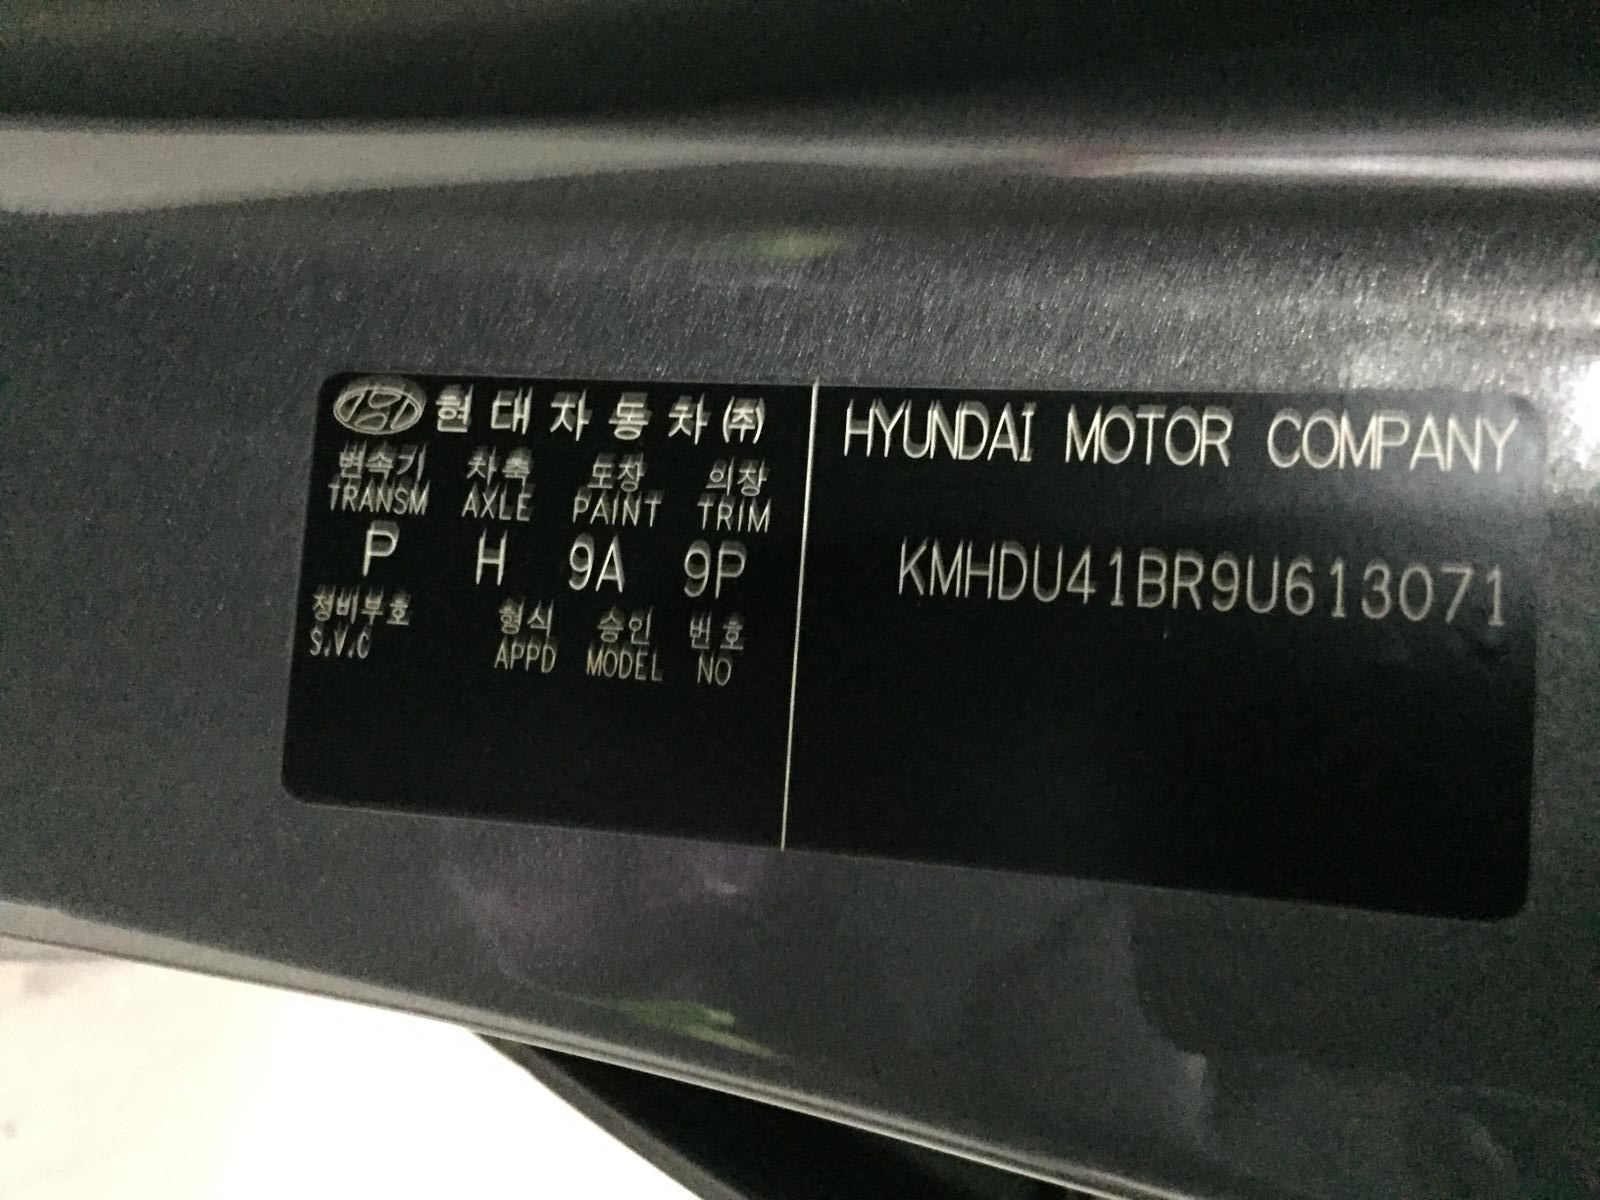 현대자동차(주)
변속기 차축 도장 의장
TRANSM AXLE PAINT TRIM
P H 9A 9P
정비부호 형식 승인 번호
S.V.C APPD MODEL NO
HYUNDAI MOTOR COMPANY
KMHDU41BR9U613071